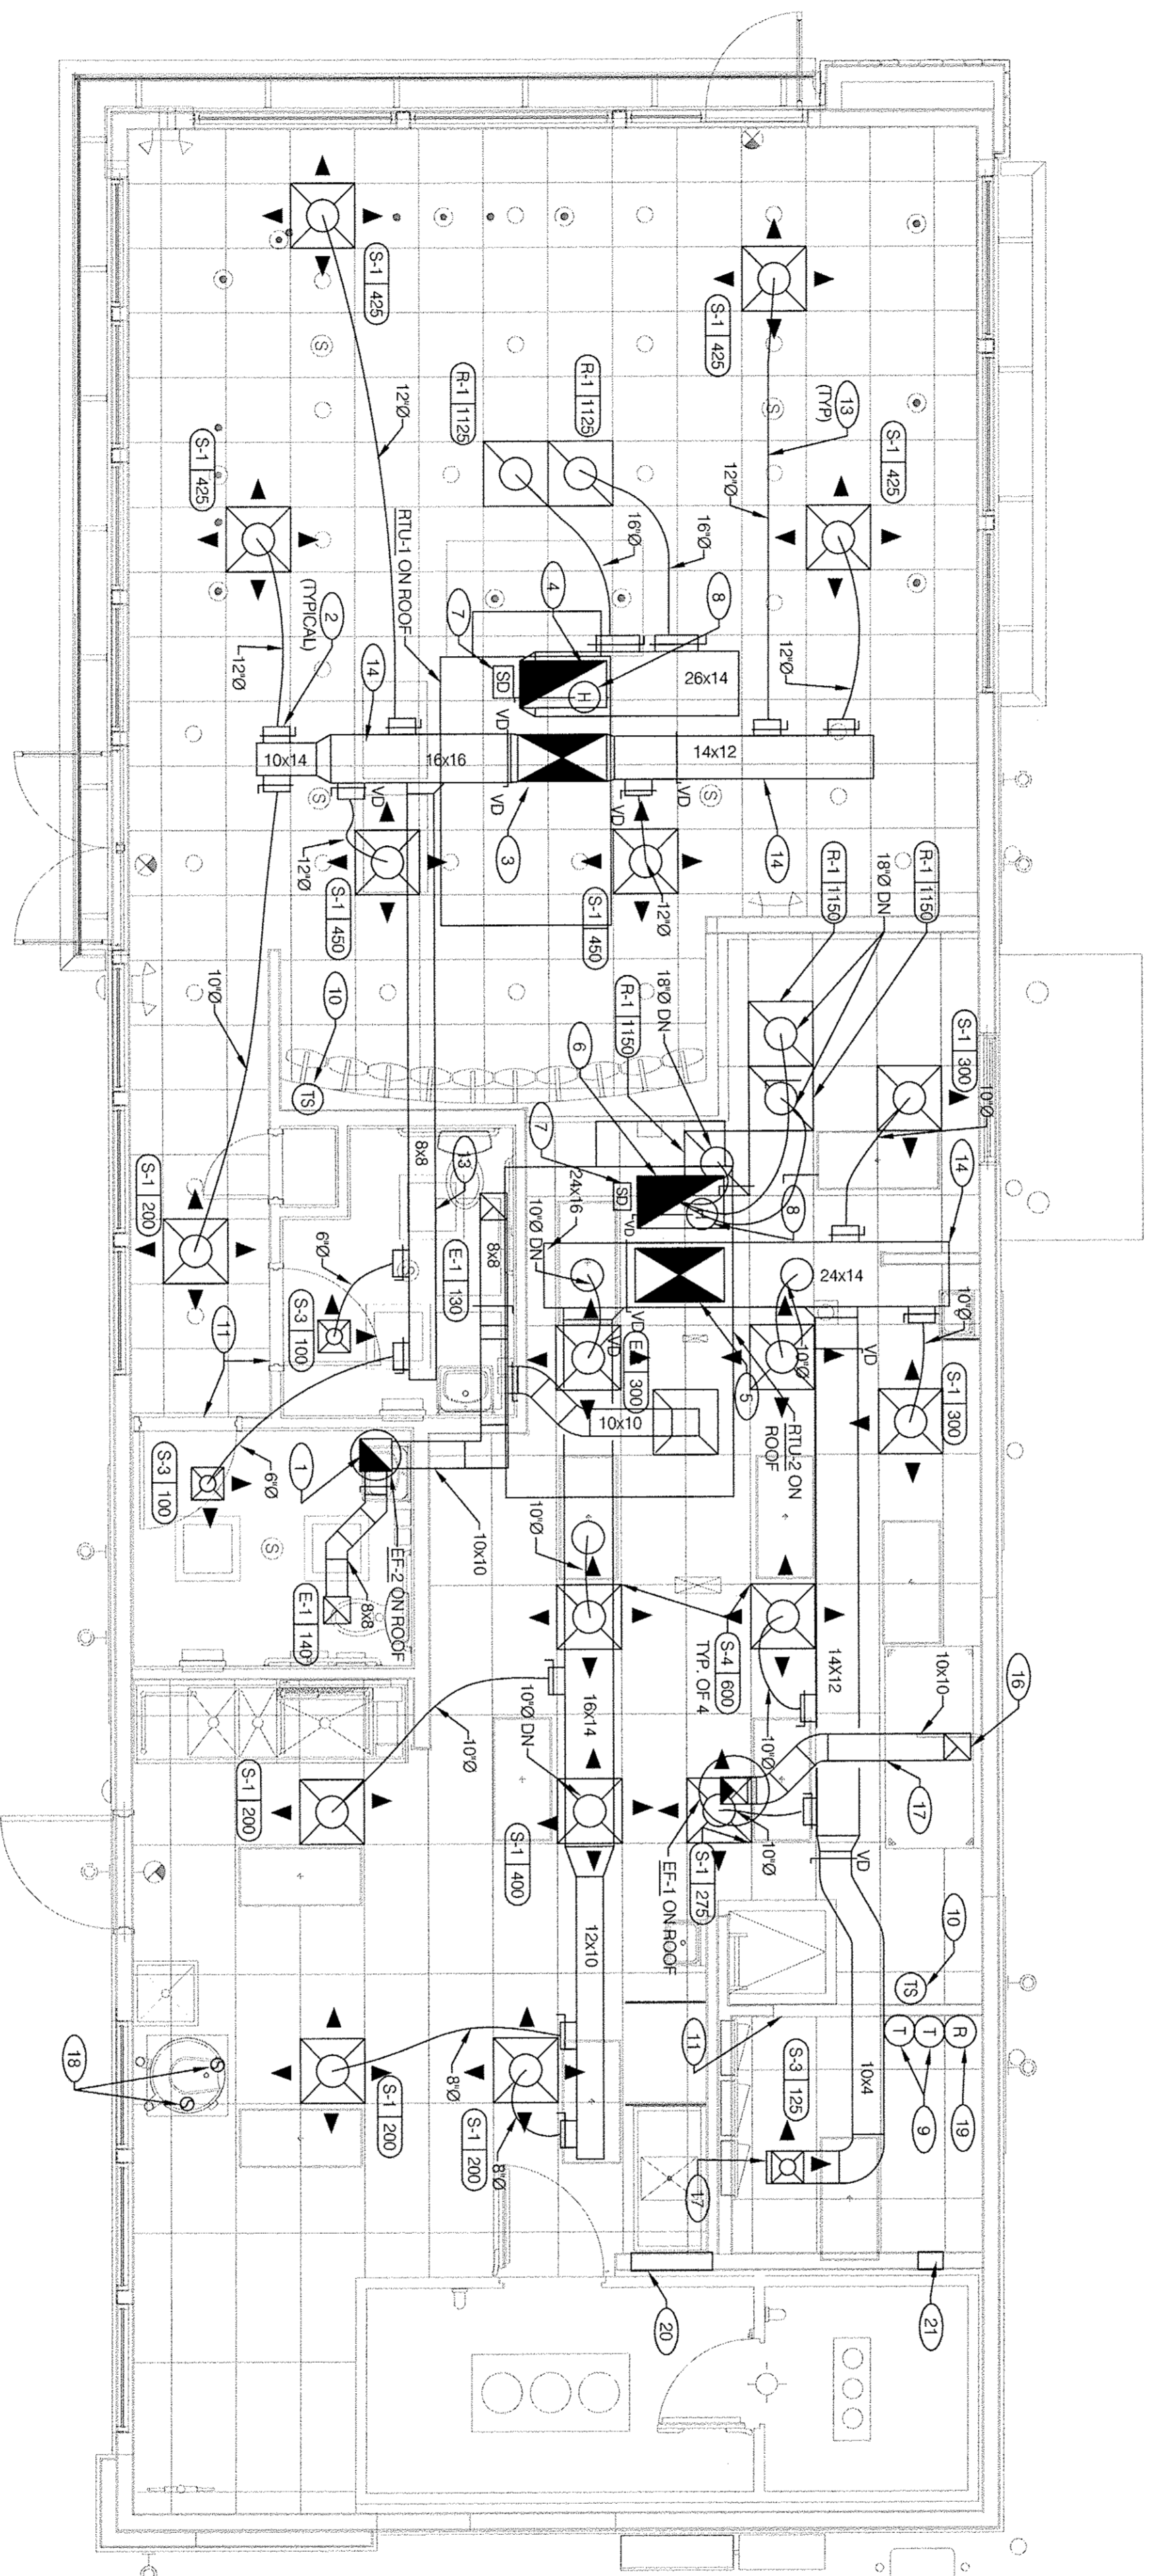 S-1 425
S-1 425
13
(TYP)
S-1 425
S-1 425
R-1 1125
R-1 1125
12"Ø
12"Ø
16"Ø
16"Ø
RTU-1 ON ROOF
2
(TYPICAL)
12"Ø
12"Ø
4
8
7
SD
H
26x14
14
VD
10x14
16x16
14x12
VD
VD
VD
VD
3
14
12"Ø
12"Ø
S-1 450
S-1 450
S
S
S
S
R-1 1150
18"Ø DN
R-1 1150
18"Ø DN
R-1 1150
10
TS
10"Ø
6
7
S-1 300
10"Ø
14
8x8
13
8
SD
VD
24x16
10"Ø DN
24x14
S-1 200
8x8
E-1 130
6"Ø
S-3 100
11
VD
VD
300
10"Ø
VD
10"Ø
S-1 300
5
RTU-2 ON
ROOF
10x10
1
6"Ø
S-3 100
10x10
10"Ø
EF-2 ON ROOF
S
8x8
E-1 140
S-4 600
TYP. OF 4
14X12
10x10
16
16x14
10"Ø
10"Ø
10"Ø DN
17
S-1 200
S-1 400
10"Ø
S-1 275
EF-1 ON ROOF
VD
12x10
10
TS
11
T
T
R
9
19
10x4
S-3 125
18
8"Ø
S-1 200
S-1 200
8"Ø
17
20
21